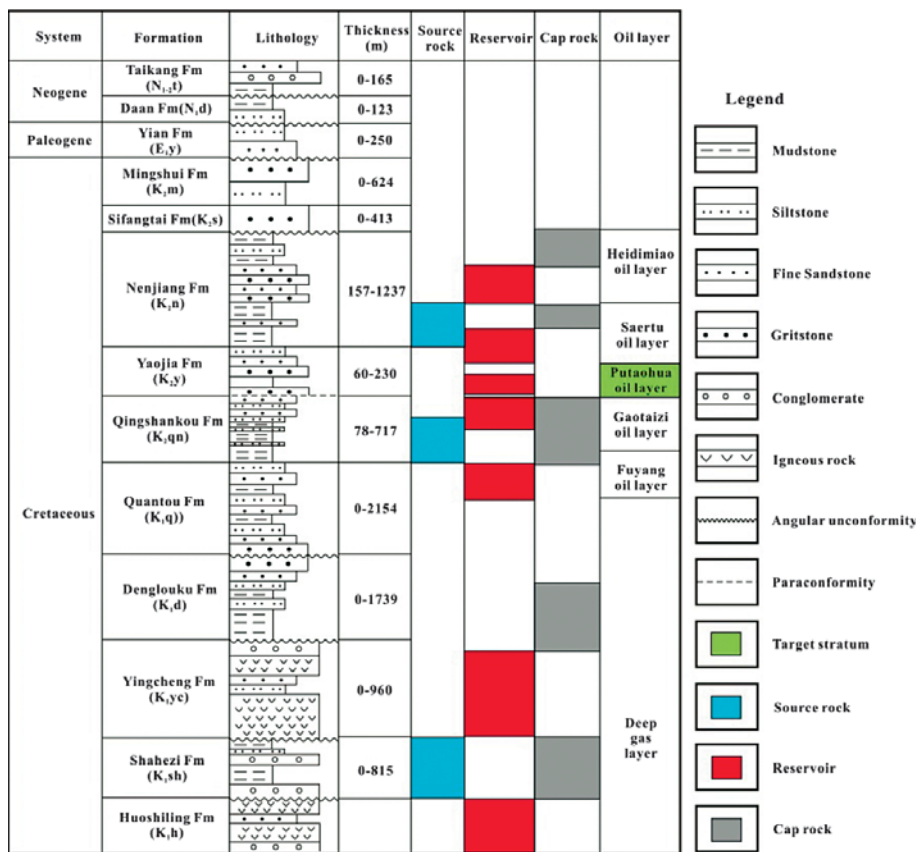 System Formation Lithology Thickness (m) Source rock Reservoir Cap rock Oil layer
Neogene
Taikang Fm
(N₁₋₂t)
0-165
Daan Fm(N₁d)
0-123
Paleogene
Yian Fm
(E₃y)
0-250
Cretaceous
Mingshui Fm
(K₂m)
0-624
Sifangtai Fm(K₂s)
0-413
Nenjiang Fm
(K₂n)
157-1237
Heidimiao
oil layer
Saertu
oil layer
Yaojia Fm
(K₂y)
60-230
Putaohua
oil layer
Qingshankou Fm
(K₂qn)
78-717
Gaotaizi
oil layer
Fuyang
oil layer
Quantou Fm
(K₁q))
0-2154
Denglouku Fm
(K₁d)
0-1739
Yingcheng Fm
(K₁yc)
0-960
Deep
gas
layer
Shahezi Fm
(K₁sh)
0-815
Huoshiling Fm
(K₁h)
Legend
Mudstone
Siltstone
Fine Sandstone
Gritstone
Conglomerate
Igneous rock
Angular unconformity
Paraconformity
Target stratum
Source rock
Reservoir
Cap rock